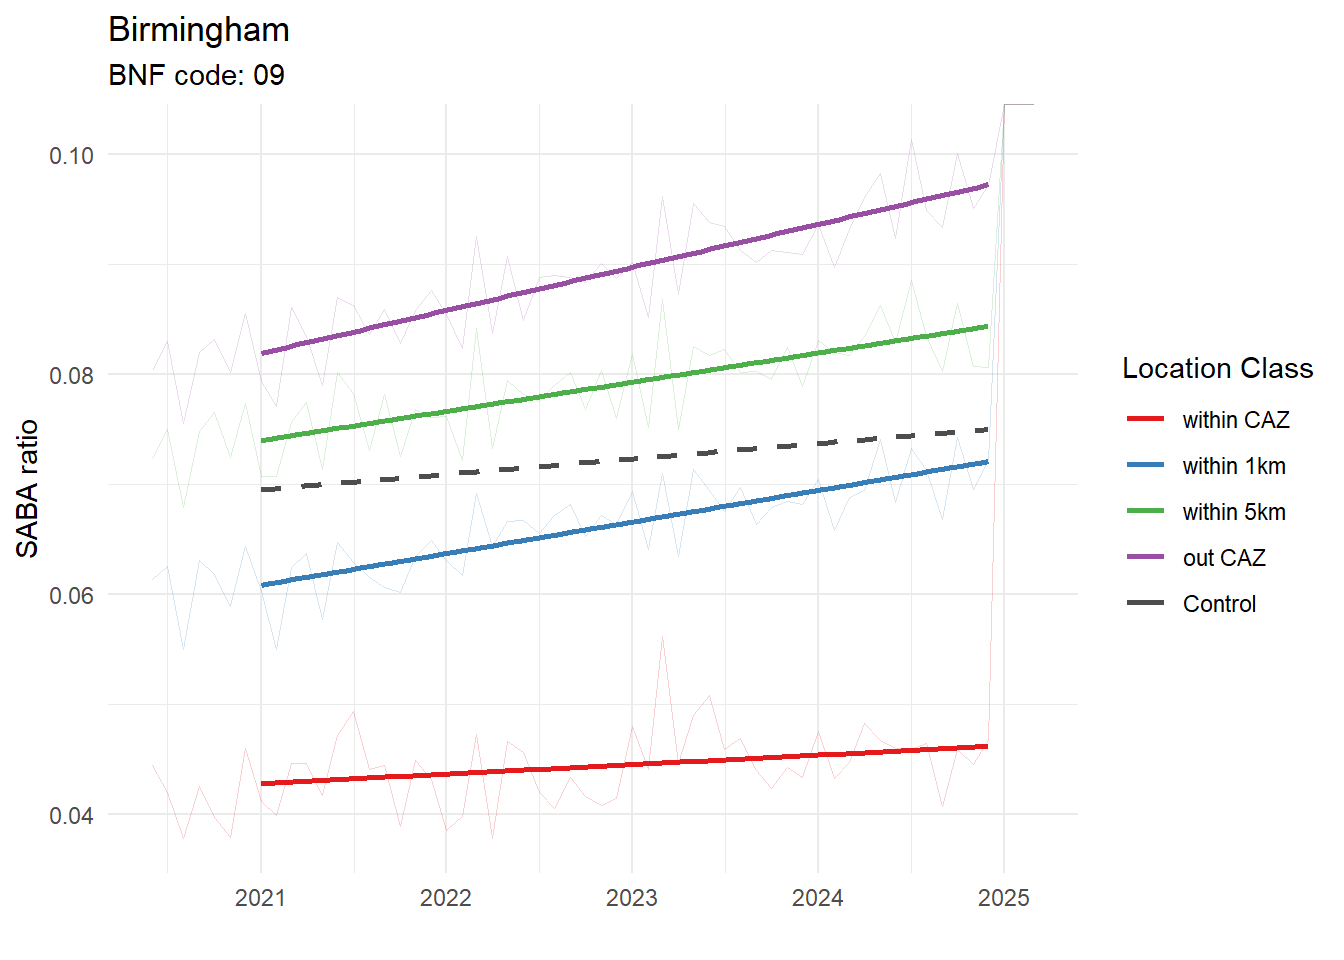 Birmingham
BNF code: 09
0.10
0.08
0.06
0.04
SABA ratio
2021 2022 2023 2024 2025
Location Class
within CAZ
within 1km
within 5km
out CAZ
Control